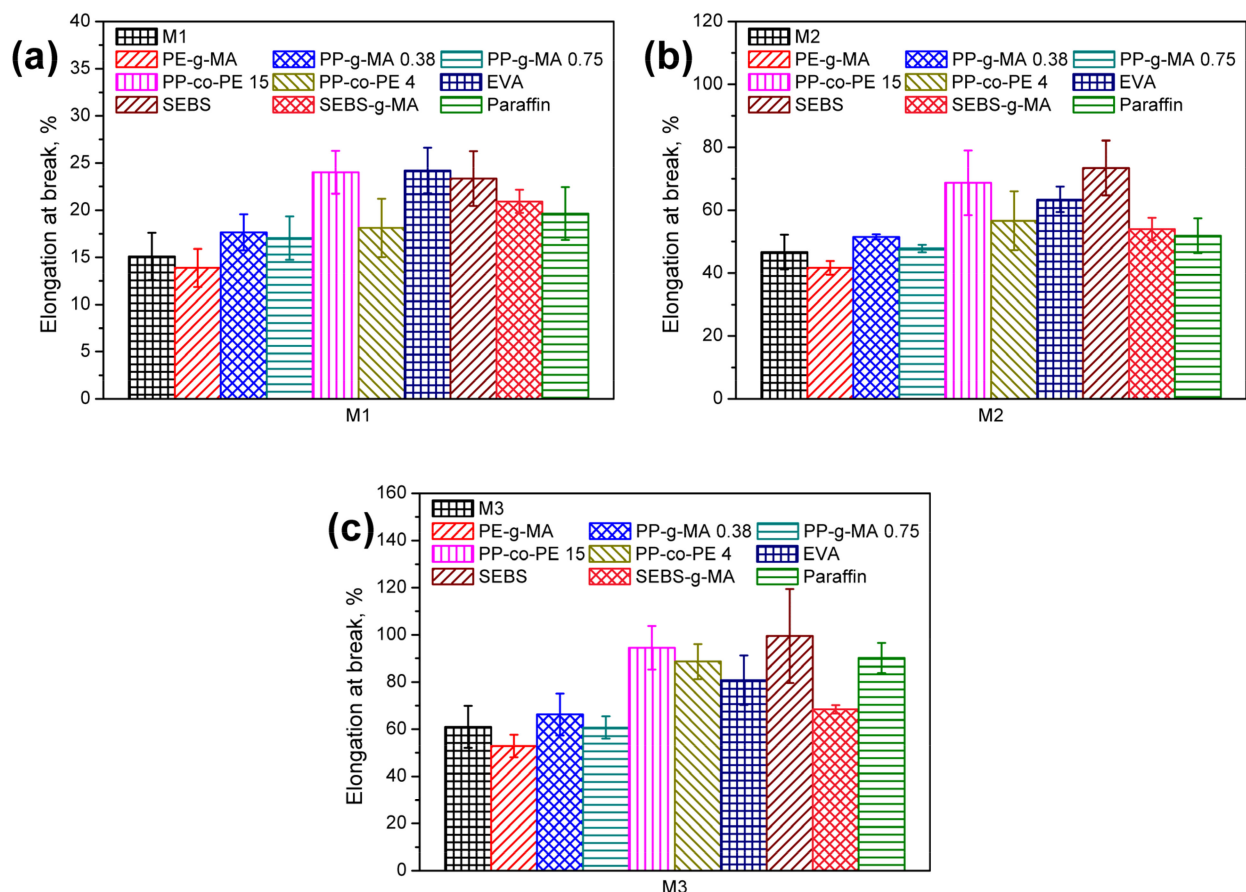 (a)
Elongation at break, %
40
35
30
25
20
15
10
5
0
M1
PE-g-MA PP-g-MA 0.38 PP-g-MA 0.75
PP-co-PE 15 PP-co-PE 4 EVA
SEBS SEBS-g-MA Paraffin
M1
(b)
Elongation at break, %
120
100
80
60
40
20
0
M2
PE-g-MA PP-g-MA 0.38 PP-g-MA 0.75
PP-co-PE 15 PP-co-PE 4 EVA
SEBS SEBS-g-MA Paraffin
M2
(c)
Elongation at break, %
160
140
120
100
80
60
40
20
0
M3
PE-g-MA PP-g-MA 0.38 PP-g-MA 0.75
PP-co-PE 15 PP-co-PE 4 EVA
SEBS SEBS-g-MA Paraffin
M3